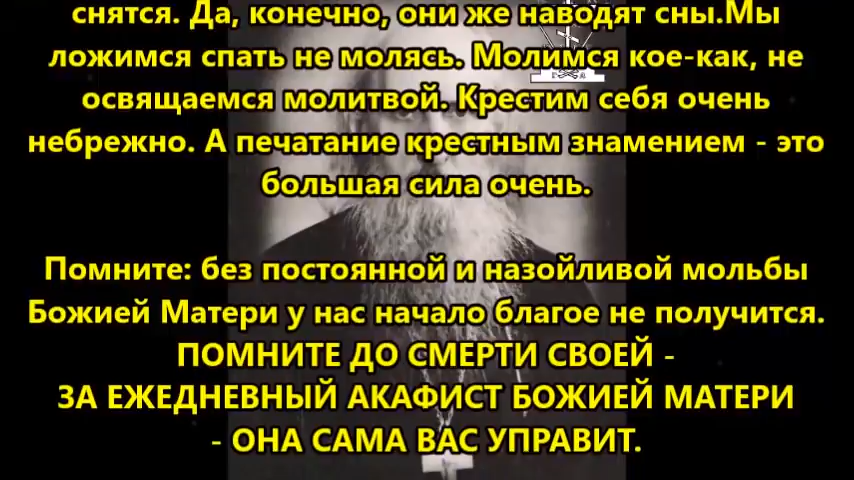 снятся. Да, конечно, они же наводят сны.Мы
ложимся спать не молясь. Молимся кое-как, не
освящаемся молитвой. Крестим себя очень
небрежно. А печатание крестным знамением - это
большая сила очень.
Помните: без постоянной и назойливой мольбы
Божией Матери у нас начало благое не получится.
ПОМНИТЕ ДО СМЕРТИ СВОЕЙ -
ЗА ЕЖЕДНЕВНЫЙ АКАФИСТ БОЖИЕЙ МАТЕРИ
- ОНА САМА ВАС УПРАВИТ.